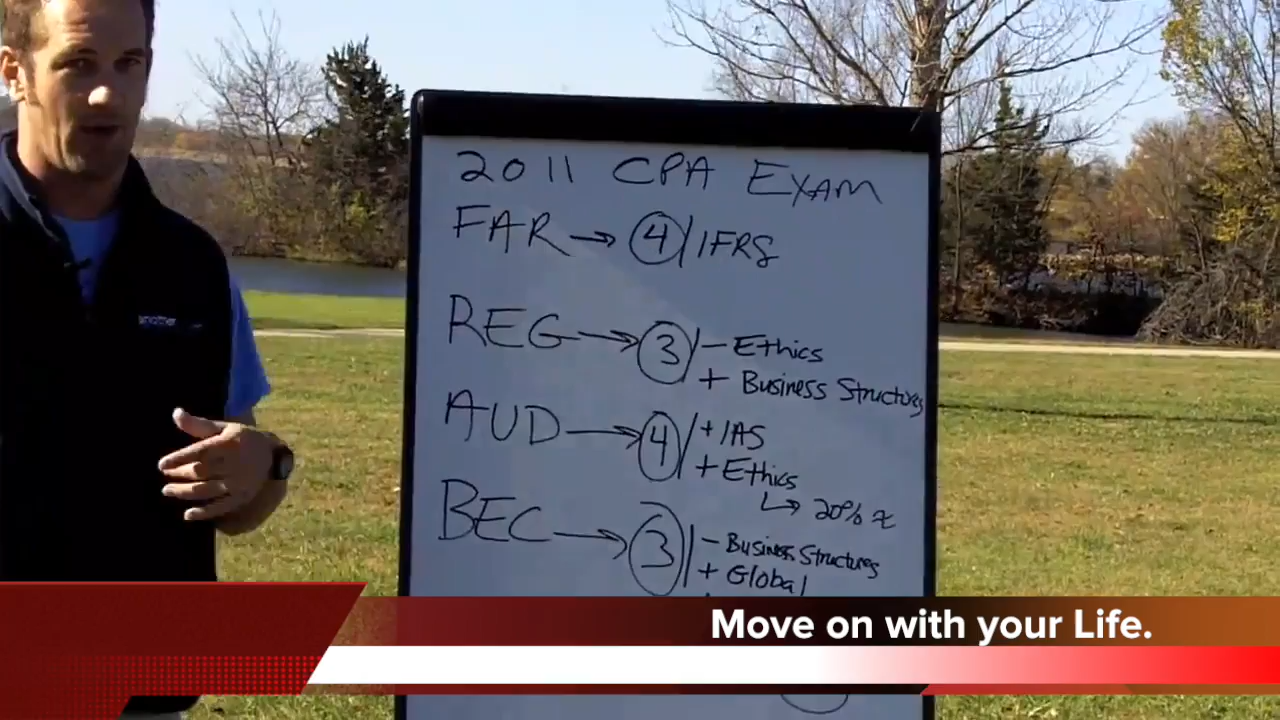 2011 CPA EXAM
FAR → 4 / IFRS
REG → 3 / - Ethics
+ Business Structures
AUD → 4 / + IAS
+ Ethics
↳ 20%
BEC → 3 / - Business Structures
+ Global
another
Move on with your Life.